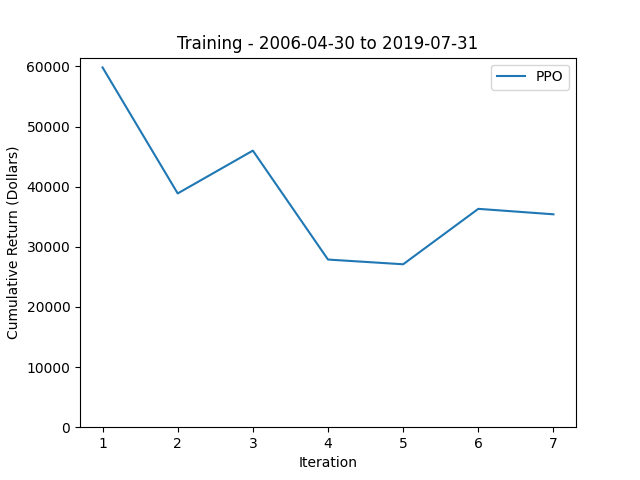 Training - 2006-04-30 to 2019-07-31
PPO
Cumulative Return (Dollars)
60000
50000
40000
30000
20000
10000
0
1 2 3 4 5 6 7
Iteration